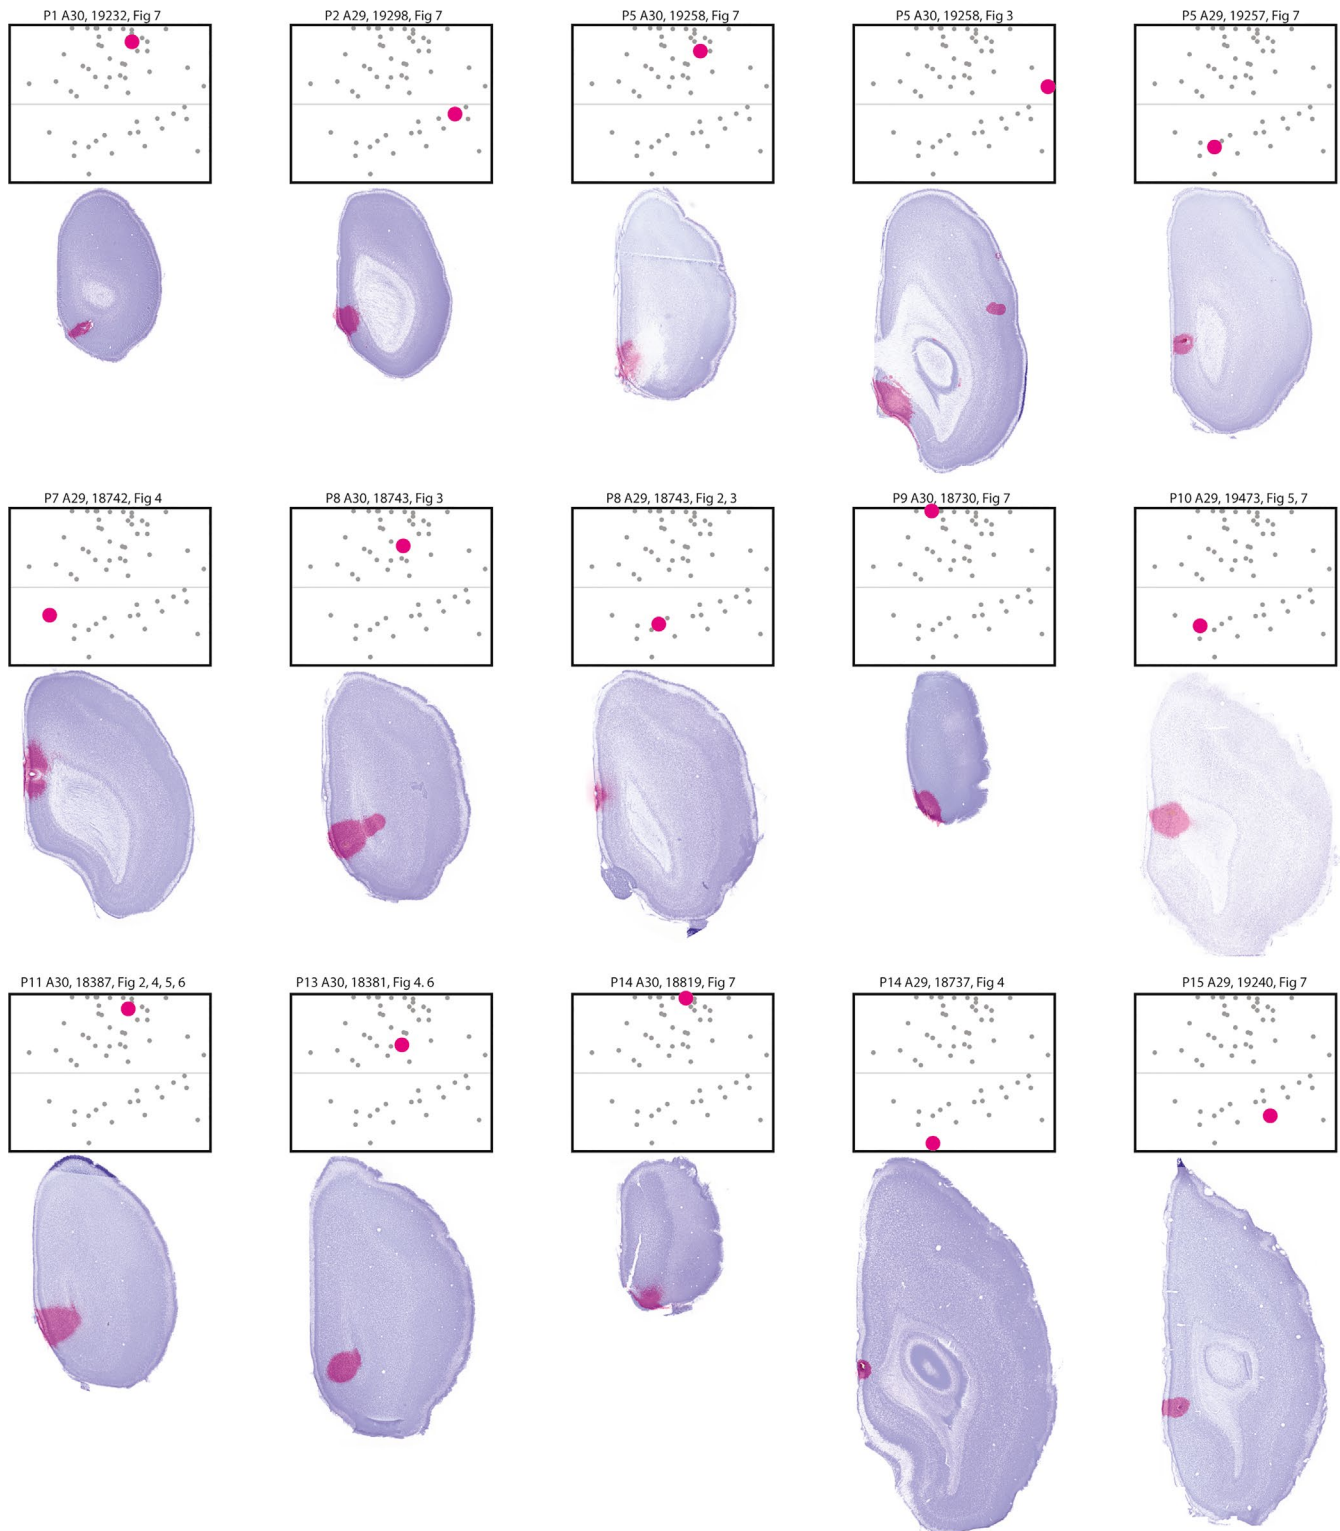 P1 A30, 19232, Fig 7
P2 A29, 19298, Fig 7
P5 A30, 19258, Fig 7
P5 A30, 19258, Fig 3
P5 A29, 19257, Fig 7
P7 A29, 18742, Fig 4
P8 A30, 18743, Fig 3
P8 A29, 18743, Fig 2, 3
P9 A30, 18730, Fig 7
P10 A29, 19473, Fig 5, 7
P11 A30, 18387, Fig 2, 4, 5, 6
P13 A30, 18381, Fig 4. 6
P14 A30, 18819, Fig 7
P14 A29, 18737, Fig 4
P15 A29, 19240, Fig 7